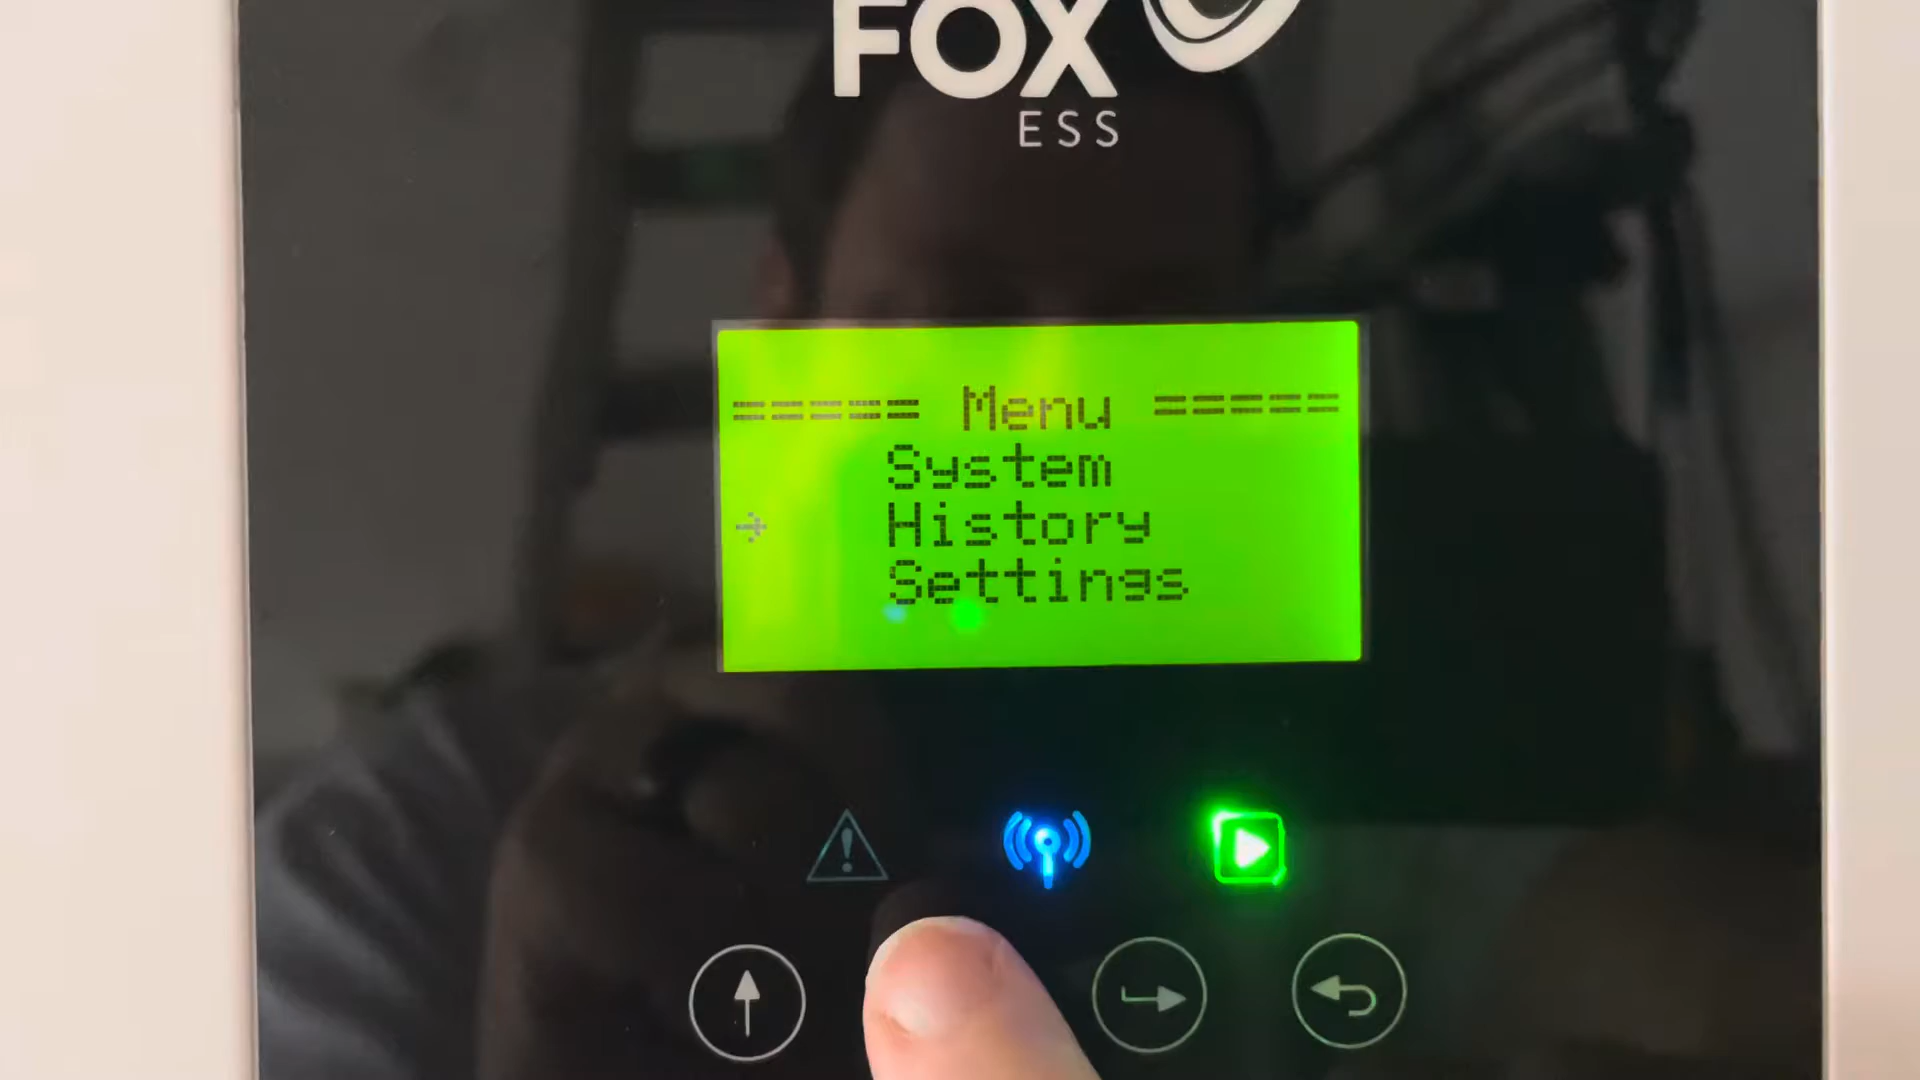 FOX
ESS
===== Menu =====
System
→ History
Settings